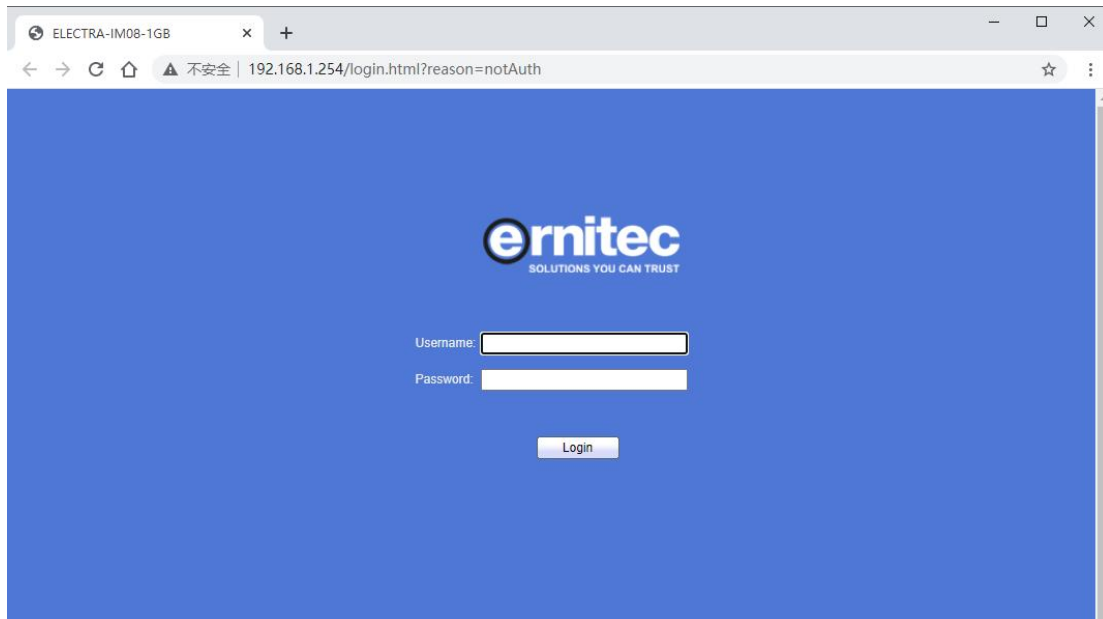 ELECTRA-IM08-1GB
不安全 | 192.168.1.254/login.html?reason=notAuth
ernitec
SOLUTIONS YOU CAN TRUST
Username:
Password:
Login